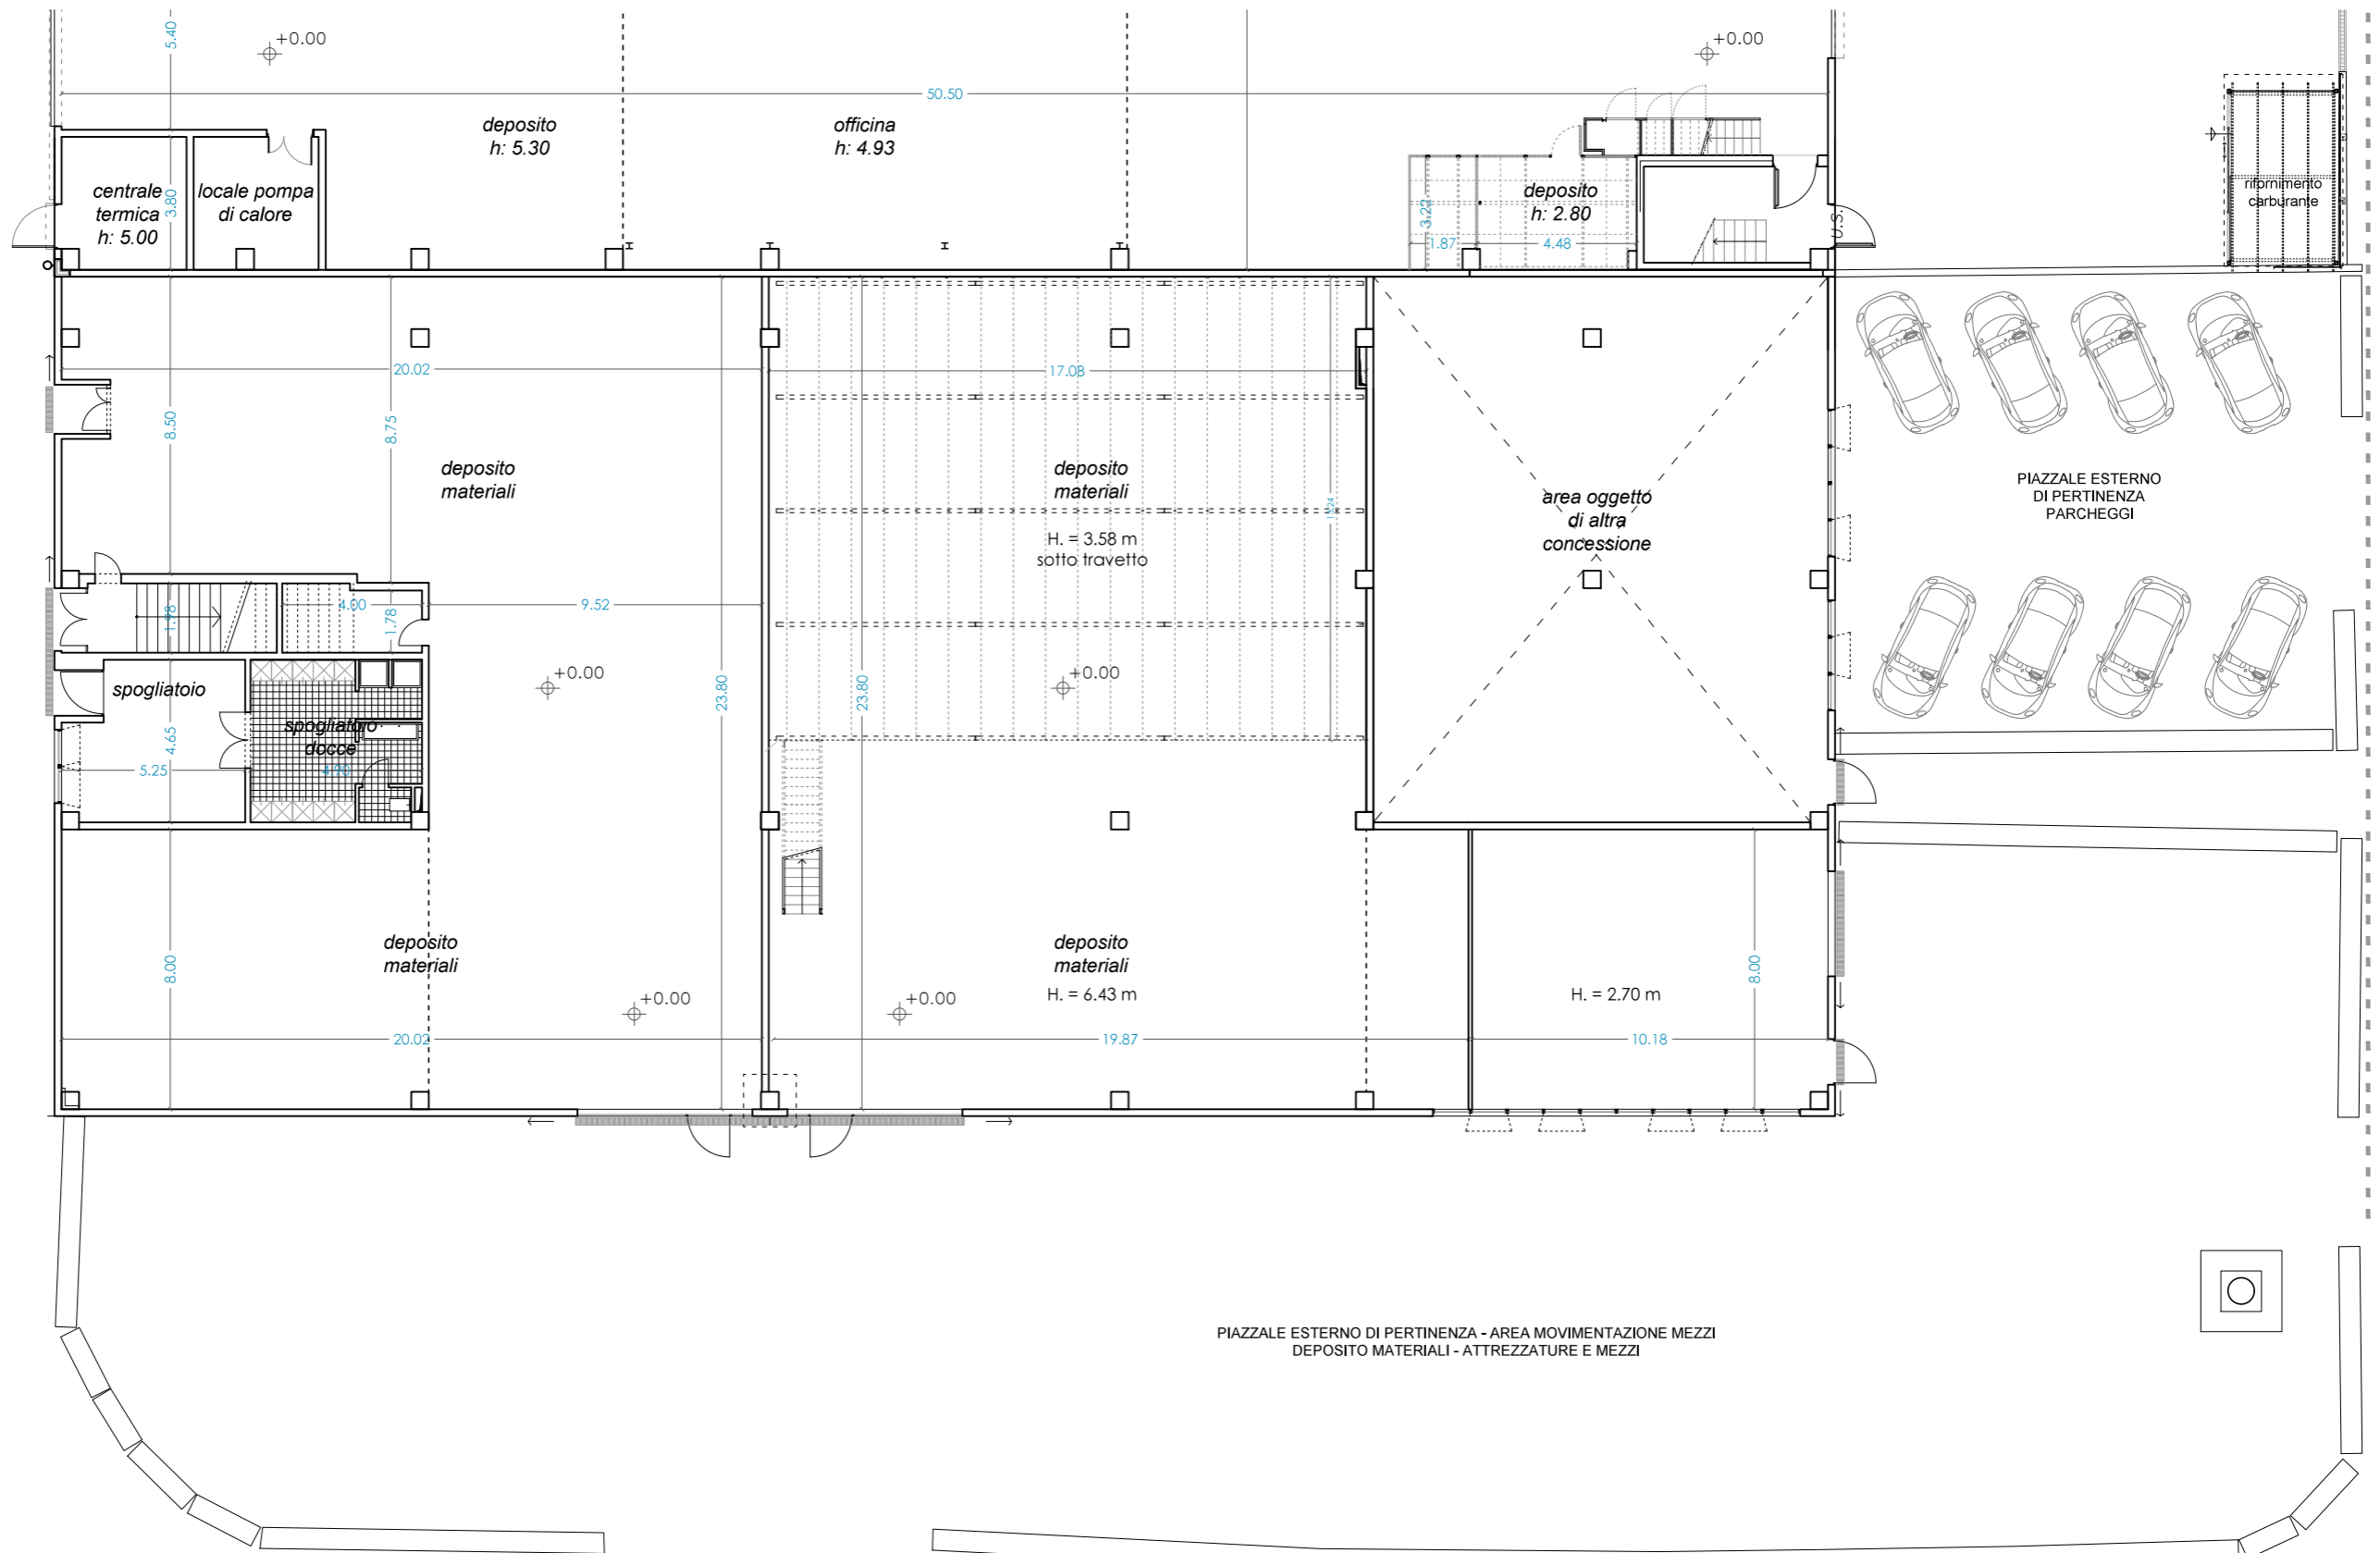 5.40
+0.00
+0.00
50.50
deposito
h: 5.30
officina
h: 4.93
centrale
termica
h: 5.00
3.80
locale pompa
di calore
deposito
h: 2.80
3.22
1.87
4.48
U.S.
rifornimento
carburante
20.02
17.08
8.50
8.75
deposito
materiali
deposito
materiali
H. = 3.58 m
sotto travetto
13.24
area oggetto
di altra
concessione
PIAZZALE ESTERNO
DI PERTINENZA
PARCHEGGI
1.98
4.00
1.78
9.52
spogliatoio
+0.00
23.80
23.80
+0.00
spogliatoio
docce
4.65
5.25
4.90
deposito
materiali
8.00
deposito
materiali
H. = 6.43 m
8.00
H. = 2.70 m
+0.00
+0.00
20.02
19.87
10.18
PIAZZALE ESTERNO DI PERTINENZA - AREA MOVIMENTAZIONE MEZZI
DEPOSITO MATERIALI - ATTREZZATURE E MEZZI